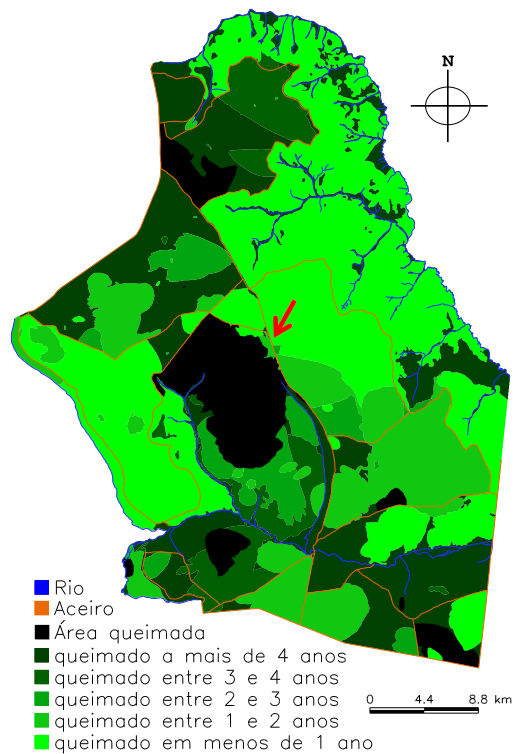 N
Rio
Aceiro
Área queimada
queimado a mais de 4 anos
queimado entre 3 e 4 anos
queimado entre 2 e 3 anos
queimado entre 1 e 2 anos
queimado em menos de 1 ano
0 4.4 8.8 km